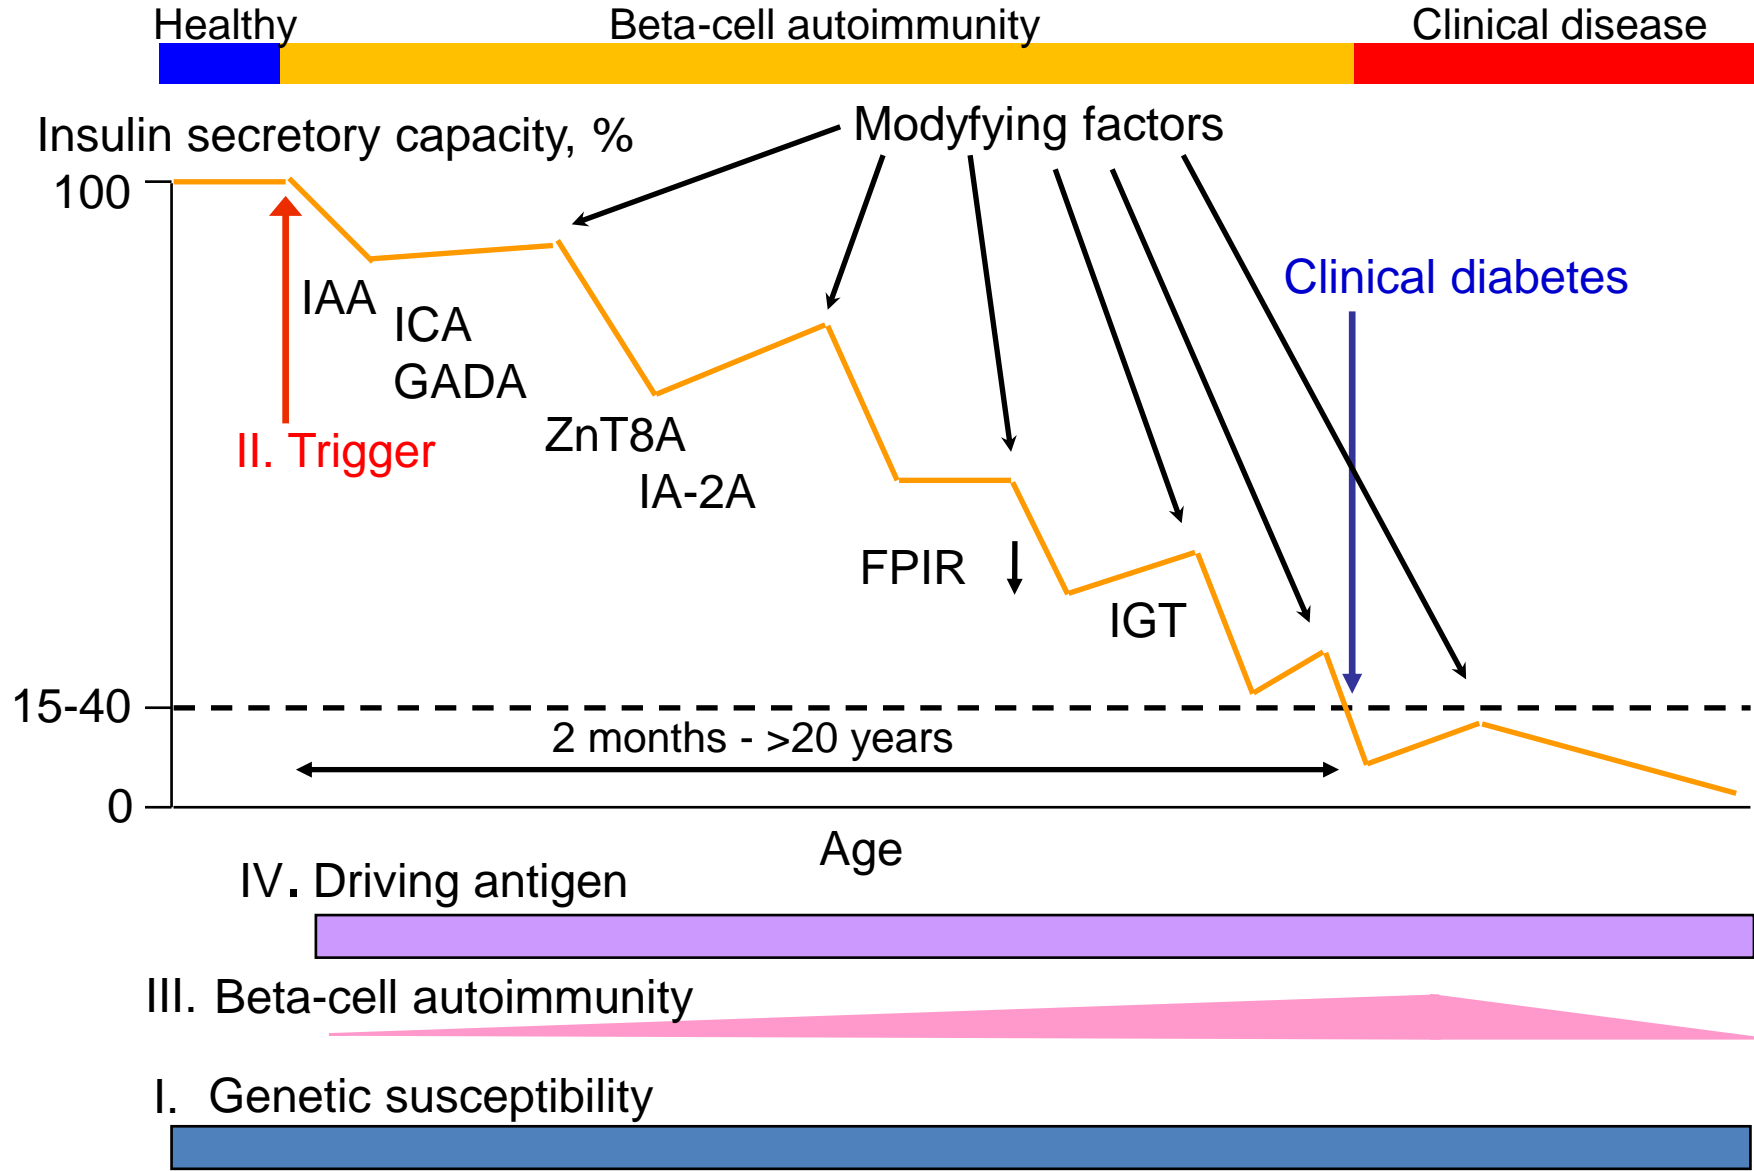 Healthy
Beta-cell autoimmunity
Clinical disease
Insulin secretory capacity, %
Modyfying factors
100
Clinical diabetes
IAA
ICA
GADA
II. Trigger
ZnT8A
IA-2A
FPIR
IGT
15-40
2 months - >20 years
0
Age
IV. Driving antigen
III. Beta-cell autoimmunity
I. Genetic susceptibility